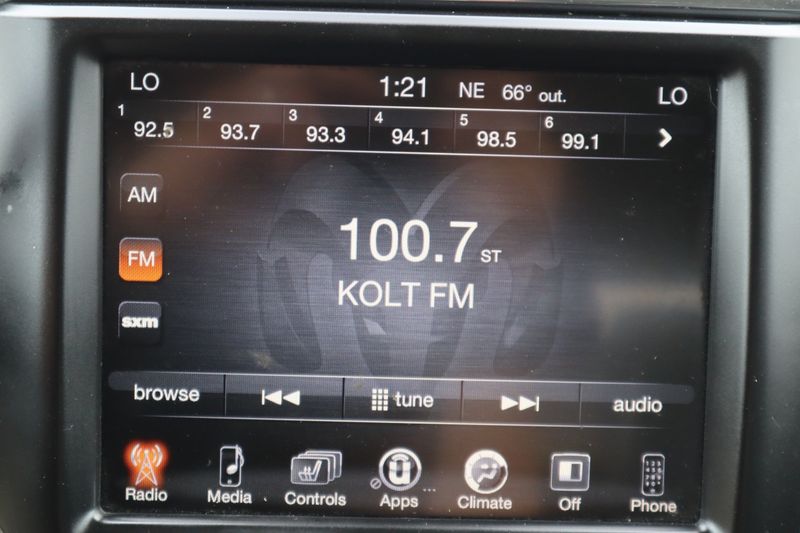 LO 1:21 NE 66° out. LO
1 92.5 2 93.7 3 93.3 4 94.1 5 98.5 6 99.1
AM
FM
sxm
100.7 ST
KOLT FM
browse tune audio
Radio Media Controls Apps Climate Off Phone